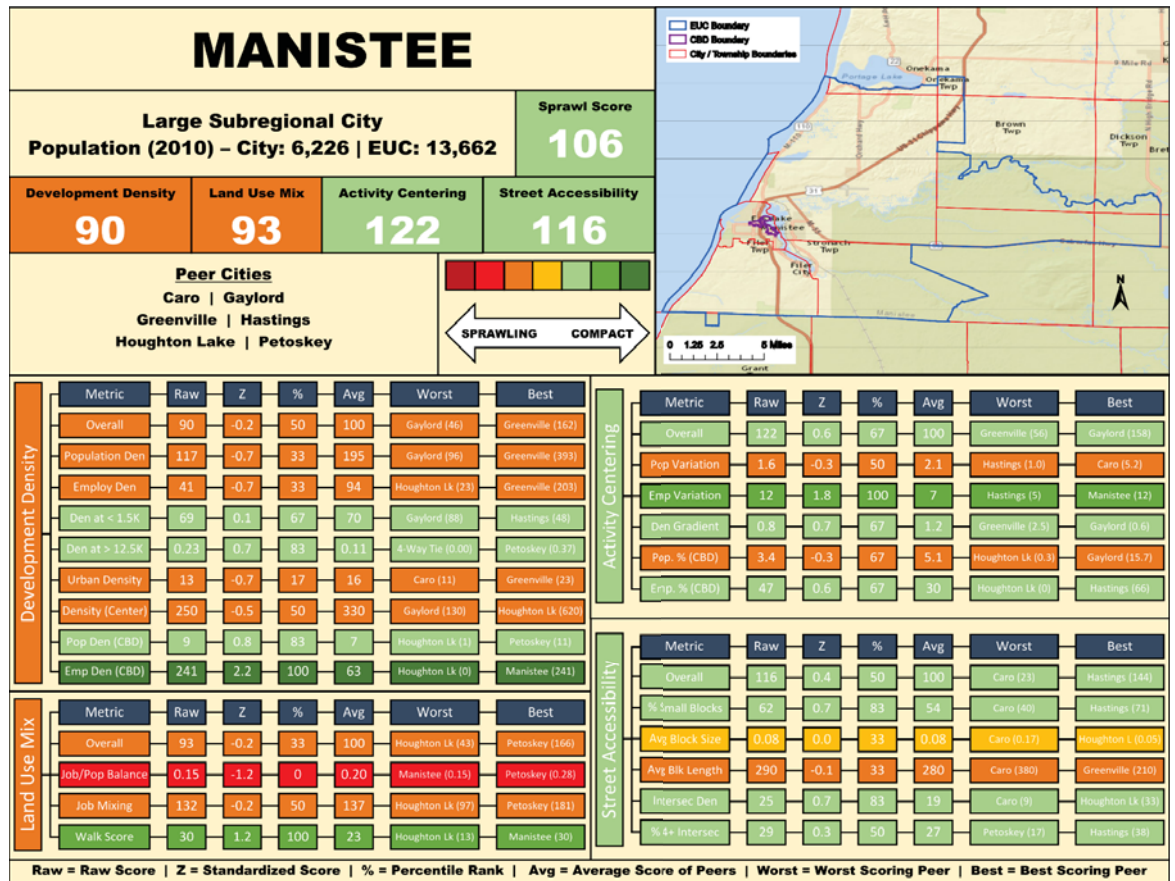 MANISTEE
Large Subregional City
Population (2010) – City: 6,226 | EUC: 13,662
Sprawl Score
106
Development Density
90
Land Use Mix
93
Activity Centering
122
Street Accessibility
116
Peer Cities
Caro | Gaylord
Greenville | Hastings
Houghton Lake | Petoskey
SPRAWLING COMPACT
EUC Boundary
CBD Boundary
City / Township Boundaries
Portage Lake
22
Onekama
Onekama
Twp
N Mile Rd
Brown
Twp
Dickson
Twp
Bret
Orchard Hwy
N High Bridge Rd
31
Manistee
Filer
Twp
Stronach
Twp
Filer
City
Manistee
N
0 1.25 2.5 5 Miles
Grant
Development Density
Metric Raw Z % Avg Worst Best
Overall 90 -0.2 50 100 Gaylord (46) Greenville (162)
Population Den 117 -0.7 33 195 Gaylord (96) Greenville (393)
Employ Den 41 -0.7 33 94 Houghton Lk (23) Greenville (203)
Den at < 1.5K 69 0.1 67 70 Gaylord (88) Hastings (48)
Den at > 12.5K 0.23 0.7 83 0.11 4-Way Tie (0.00) Petoskey (0.37)
Urban Density 13 -0.7 17 16 Caro (11) Greenville (23)
Density (Center) 250 -0.5 50 330 Gaylord (130) Houghton Lk (620)
Pop Den (CBD) 9 0.8 83 7 Houghton Lk (1) Petoskey (11)
Emp Den (CBD) 241 2.2 100 63 Houghton Lk (0) Manistee (241)
Land Use Mix
Metric Raw Z % Avg Worst Best
Overall 93 -0.2 33 100 Houghton Lk (43) Petoskey (166)
Job/Pop Balance 0.15 -1.2 0 0.20 Manistee (0.15) Petoskey (0.28)
Job Mixing 132 -0.2 50 137 Houghton Lk (97) Petoskey (181)
Walk Score 30 1.2 100 23 Houghton Lk (13) Manistee (30)
Activity Centering
Metric Raw Z % Avg Worst Best
Overall 122 0.6 67 100 Greenville (56) Gaylord (158)
Pop Variation 1.6 -0.3 50 2.1 Hastings (1.0) Caro (5.2)
Emp Variation 12 1.8 100 7 Hastings (5) Manistee (12)
Den Gradient 0.8 0.7 67 1.2 Greenville (2.5) Gaylord (0.6)
Pop. % (CBD) 3.4 -0.3 67 5.1 Houghton Lk (0.3) Gaylord (15.7)
Emp. % (CBD) 47 0.6 67 30 Houghton Lk (0) Hastings (66)
Street Accessibility
Metric Raw Z % Avg Worst Best
Overall 116 0.4 50 100 Caro (23) Hastings (144)
% Small Blocks 62 0.7 83 54 Caro (40) Hastings (71)
Avg Block Size 0.08 0.0 33 0.08 Caro (0.17) Houghton L (0.05)
Avg Blk Length 290 -0.1 33 280 Caro (380) Greenville (210)
Intersec Den 25 0.7 83 19 Caro (9) Houghton Lk (33)
% 4+ Intersec 29 0.3 50 27 Petoskey (17) Hastings (38)
Raw = Raw Score | Z = Standardized Score | % = Percentile Rank | Avg = Average Score of Peers | Worst = Worst Scoring Peer | Best = Best Scoring Peer